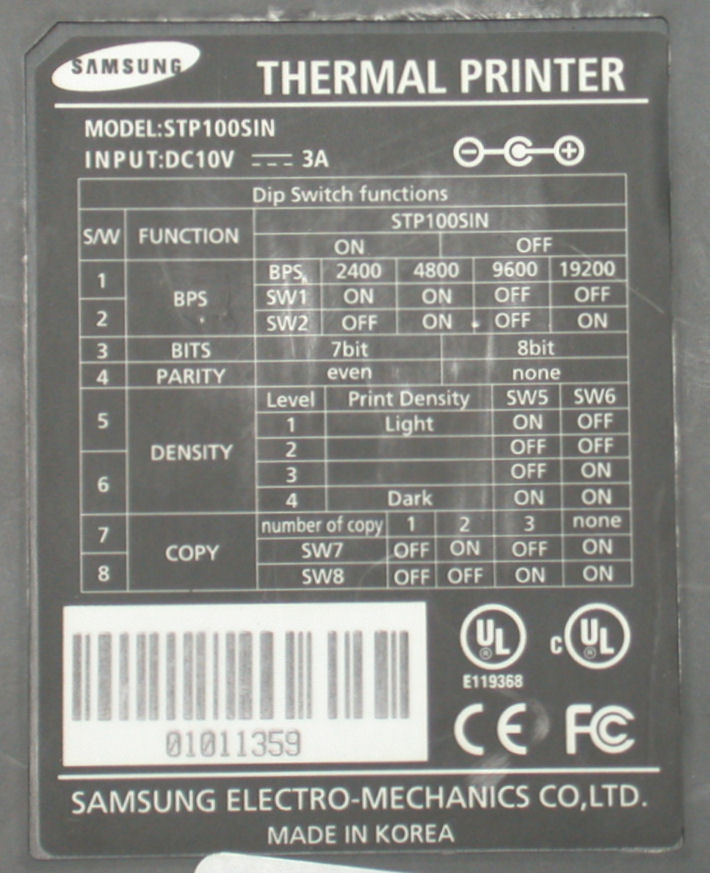 SAMSUNG
THERMAL PRINTER
MODEL:STP100SIN
INPUT:DC10V 3A
Dip Switch functions
S/W FUNCTION STP100SIN
ON OFF
1 BPS BPS 2400 4800 9600 19200
SW1 ON ON OFF OFF
2 SW2 OFF ON OFF ON
3 BITS 7bit 8bit
4 PARITY even none
5 DENSITY Level Print Density SW5 SW6
1 Light ON OFF
2 OFF OFF
6 3 OFF ON
4 Dark ON ON
7 COPY number of copy 1 2 3 none
SW7 OFF ON OFF ON
8 SW8 OFF OFF ON ON
UL ® c UL ®
E119368
01011359
CE FC
SAMSUNG ELECTRO-MECHANICS CO,LTD.
MADE IN KOREA